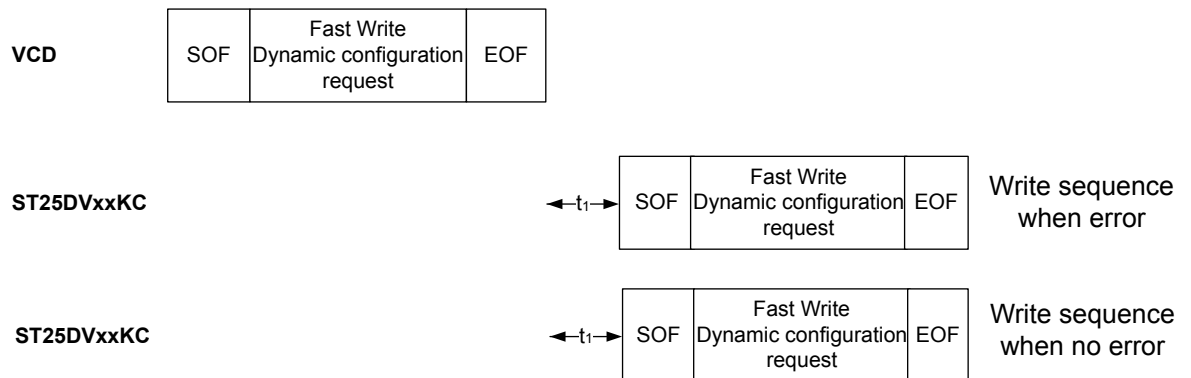 VCD
SOF
Fast Write
Dynamic configuration
request
EOF
ST25DVxxKC
t1
SOF
Fast Write
Dynamic configuration
request
EOF
Write sequence
when error
ST25DVxxKC
t1
SOF
Fast Write
Dynamic configuration
request
EOF
Write sequence
when no error